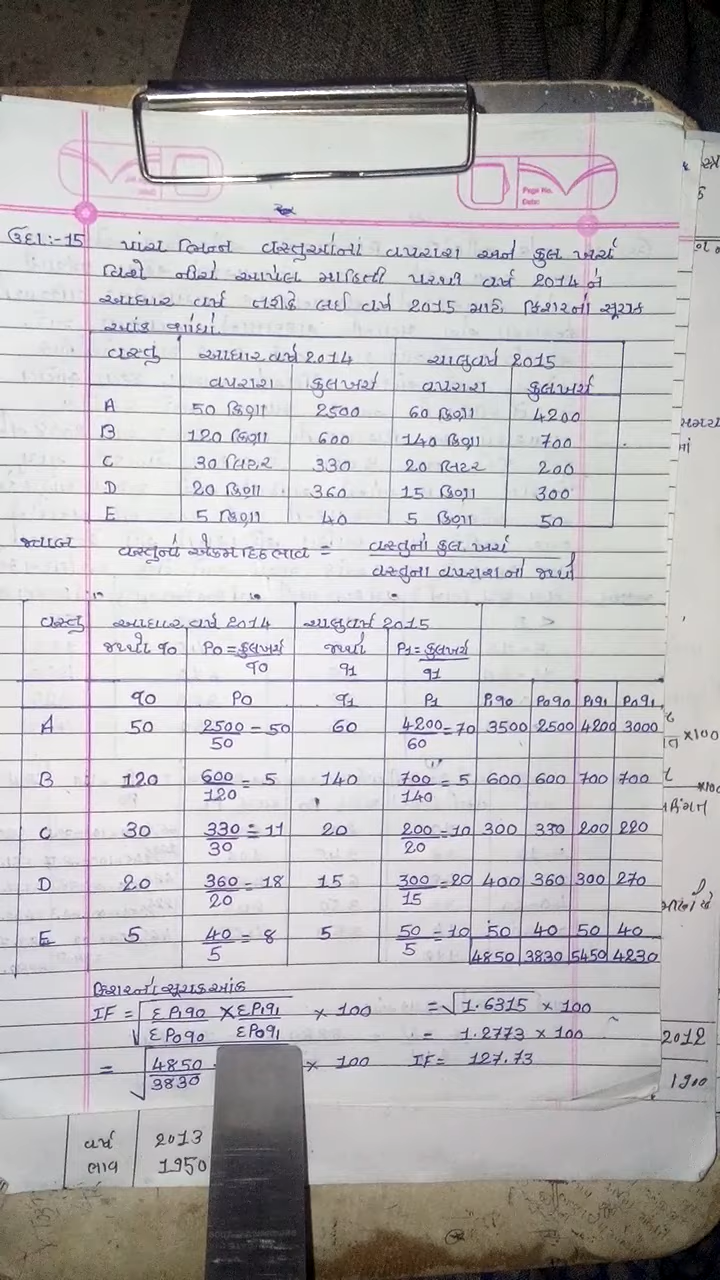 Page No.
Date:
ઉદા:-15 પાંચ ભિન્ન વસ્તુઓનાં વપરાશ અને કુલ ખર્ચ
વિશે નીચે આપેલ માહિતી પરથી વર્ષ 2014 ને
આધાર વર્ષ તરીકે લઈ વર્ષ 2015 માટે ફિશરનો સૂચક
આંક શોધો.
વસ્તુ આધાર વર્ષ 2014 ચાલુવર્ષ 2015
વપરાશ કુલખર્ચ વપરાશ કુલખર્ચ
A 50 કિગ્રા 2500 60 કિગ્રા 4200
B 120 કિગ્રા 600 140 કિગ્રા 700
C 30 લિટર 330 20 લિટર 200
D 20 કિગ્રા 360 15 કિગ્રા 300
E 5 કિગ્રા 40 5 કિગ્રા 50
જવાબ વસ્તુનો એકમ દિઠ ભાવ = વસ્તુનો કુલ ખર્ચ
વસ્તુના વપરાશ નો જથ્થો
વસ્તુ આધાર વર્ષ 2014 ચાલુવર્ષ 2015
જથ્થો q0 P0 = કુલખર્ચ / q0 જથ્થો q1 P1 = કુલખર્ચ / q1
q0 P0 q1 P1 P1q0 P0q0 P1q1 P0q1
A 50 2500/50 = 50 60 4200/60 = 70 3500 2500 4200 3000
B 120 600/120 = 5 140 700/140 = 5 600 600 700 700
C 30 330/30 = 11 20 200/20 = 10 300 330 200 220
D 20 360/20 = 18 15 300/15 = 20 400 360 300 270
E 5 40/5 = 8 5 50/5 = 10 50 40 50 40
4850 3830 5450 4230
ફિશરનો સૂચકઆંક
IF = √ΣP1q0/ΣP0q0 × ΣP1q1/ΣP0q1 × 100 = √1.6315 × 100
= 1.2773 × 100
= √4850/3830 × 100 IF = 127.73
વર્ષ 2013
ભાવ 1950
×100
×100
2012
1900